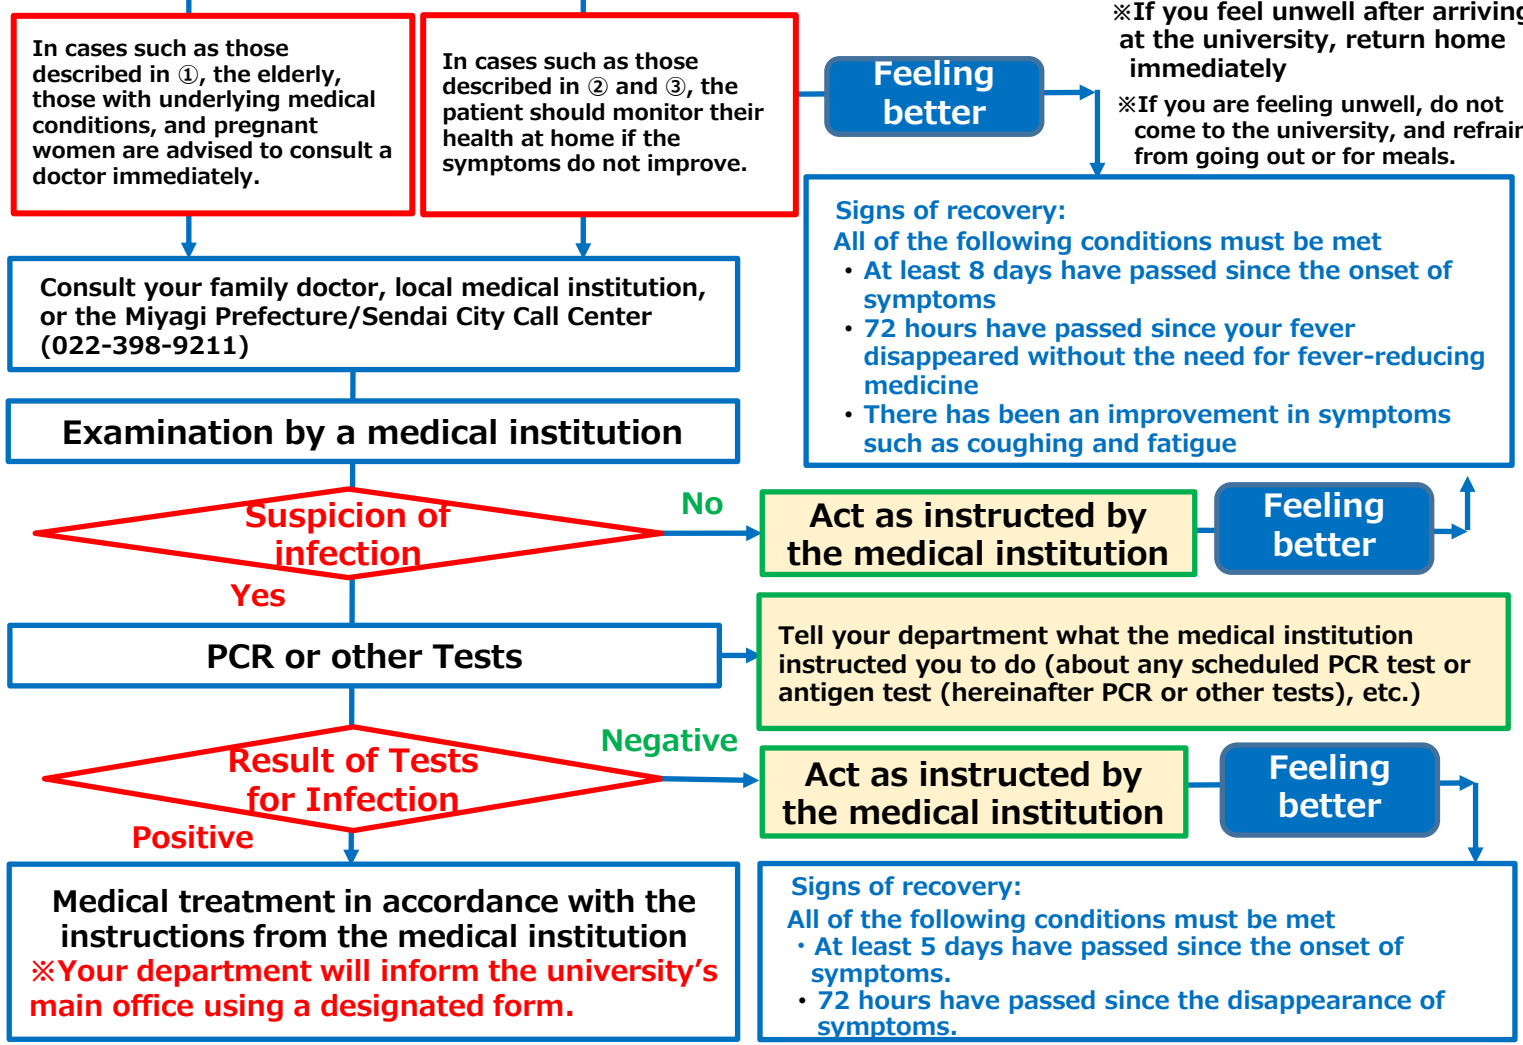 ※If you feel unwell after arriving
at the university, return home
immediately
※If you are feeling unwell, do not
come to the university, and refrain
from going out or for meals.
In cases such as those
described in ①, the elderly,
those with underlying medical
conditions, and pregnant
women are advised to consult a
doctor immediately.
In cases such as those
described in ② and ③, the
patient should monitor their
health at home if the
symptoms do not improve.
Feeling
better
Signs of recovery:
All of the following conditions must be met
・At least 8 days have passed since the onset of
symptoms
・72 hours have passed since your fever
disappeared without the need for fever-reducing
medicine
・There has been an improvement in symptoms
such as coughing and fatigue
Consult your family doctor, local medical institution,
or the Miyagi Prefecture/Sendai City Call Center
(022-398-9211)
Examination by a medical institution
Suspicion of
infection
No
Act as instructed by
the medical institution
Feeling
better
Yes
PCR or other Tests
Tell your department what the medical institution
instructed you to do (about any scheduled PCR test or
antigen test (hereinafter PCR or other tests), etc.)
Result of Tests
for Infection
Negative
Act as instructed by
the medical institution
Feeling
better
Positive
Medical treatment in accordance with the
instructions from the medical institution
※Your department will inform the university’s
main office using a designated form.
Signs of recovery:
All of the following conditions must be met
・At least 5 days have passed since the onset of
symptoms.
・72 hours have passed since the disappearance of
symptoms.